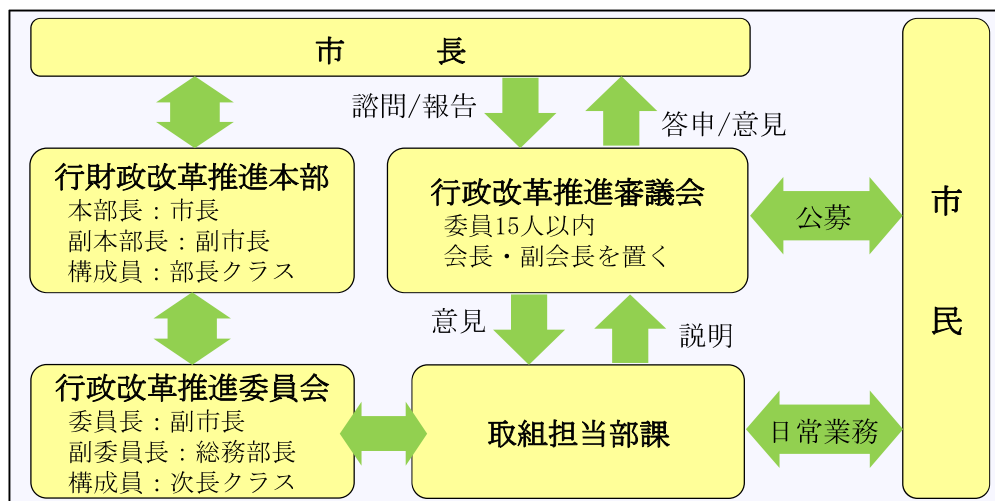 市長
諮問/報告
答申/意見
行財政改革推進本部
本部長：市長
副本部長：副市長
構成員：部長クラス
行政改革推進審議会
委員15人以内
会長・副会長を置く
公募
市民
意見
説明
行政改革推進委員会
委員長：副市長
副委員長：総務部長
構成員：次長クラス
取組担当部課
日常業務